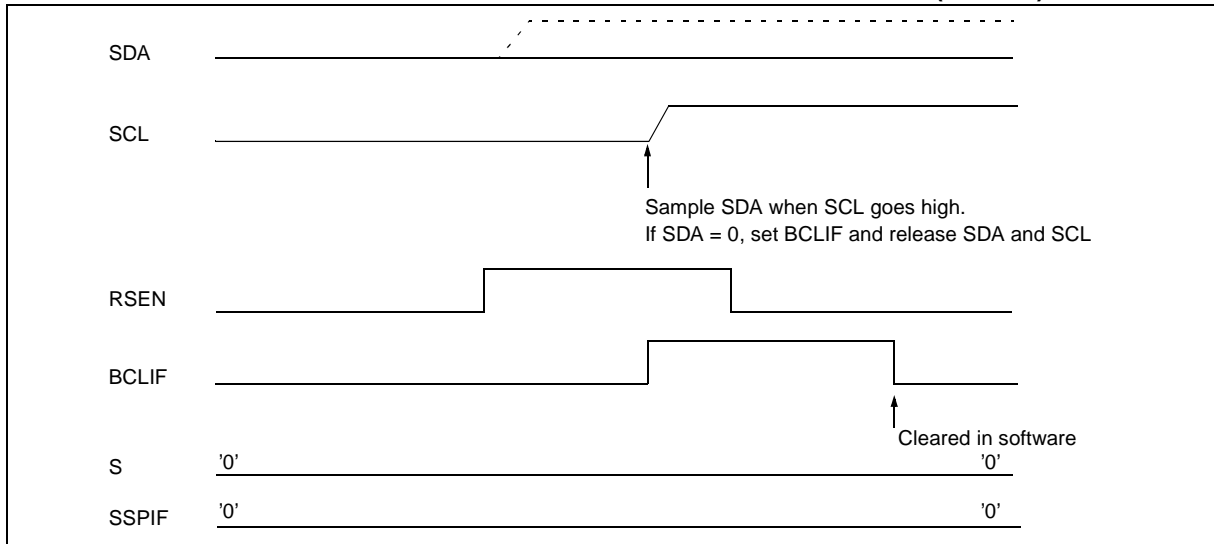 SDA
SCL
Sample SDA when SCL goes high.
If SDA = 0, set BCLIF and release SDA and SCL
RSEN
BCLIF
Cleared in software
S
'0'
'0'
SSPIF
'0'
'0'